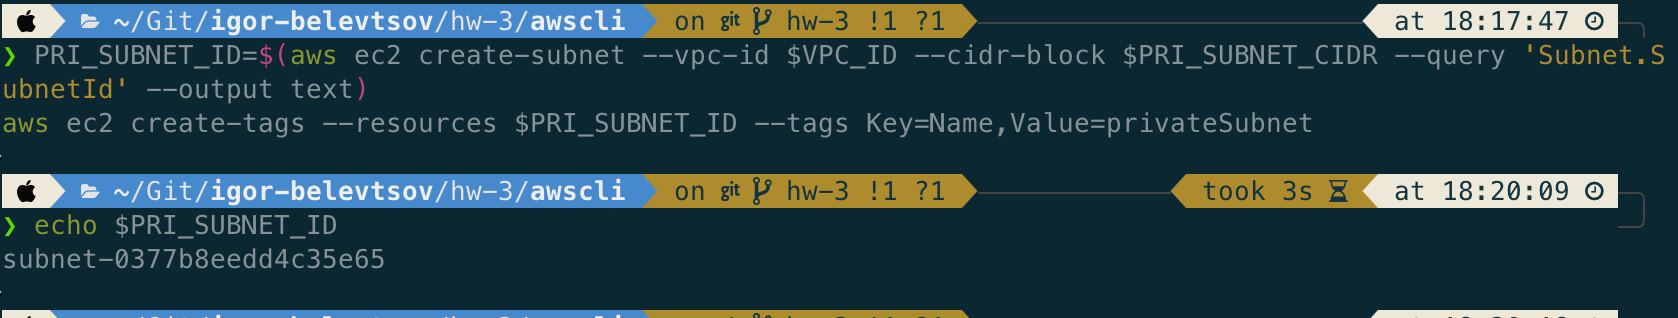 ~/Git/igor-belevtsov/hw-3/awscli on git hw-3 !1 ?1 at 18:17:47
❯ PRI_SUBNET_ID=$(aws ec2 create-subnet --vpc-id $VPC_ID --cidr-block $PRI_SUBNET_CIDR --query 'Subnet.S
ubnetId' --output text)
aws ec2 create-tags --resources $PRI_SUBNET_ID --tags Key=Name,Value=privateSubnet
~/Git/igor-belevtsov/hw-3/awscli on git hw-3 !1 ?1 took 3s at 18:20:09
❯ echo $PRI_SUBNET_ID
subnet-0377b8eedd4c35e65